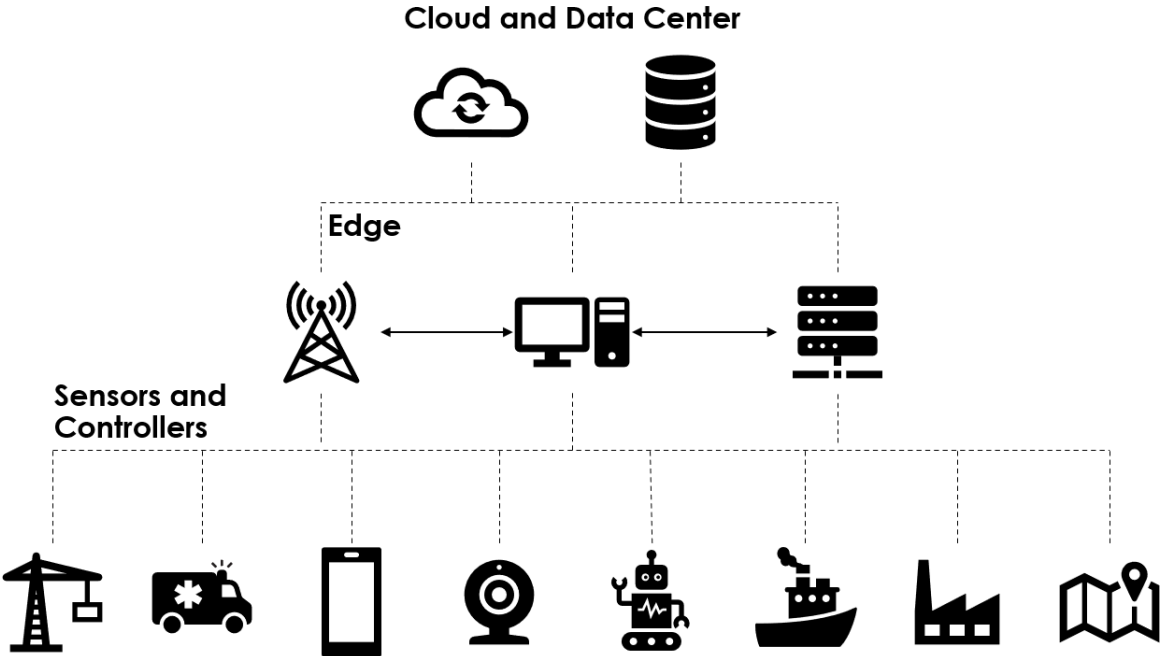 Cloud and Data Center
Edge
Sensors and
Controllers